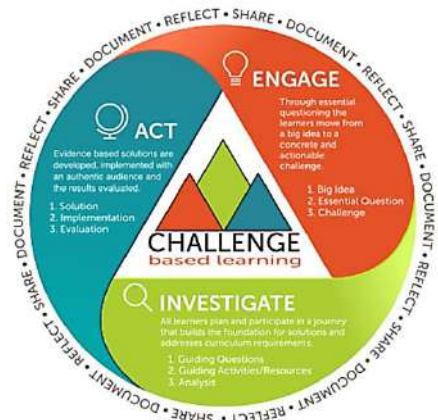 DOCUMENT • REFLECT • SHARE • DOCUMENT • REFLECT • SHARE • DOCUMENT • REFLECT • SHARE • DOCUMENT • REFLECT • SHARE • DOCUMENT • REFLECT • SHARE • DOCUMENT • REFLECT • SHARE •
ENGAGE
Through essential
questioning the
learners move from
a big idea to a
concrete and
actionable
challenge.
1. Big Idea
2. Essential Question
3. Challenge
ACT
Evidence based solutions are
developed, implemented with
an authentic audience and
the results evaluated.
1. Solution
2. Implementation
3. Evaluation
CHALLENGE
based learning
INVESTIGATE
All learners plan and participate in a journey
that builds the foundation for solutions and
addresses curriculum requirements.
1. Guiding Questions
2. Guiding Activities/Resources
3. Analysis